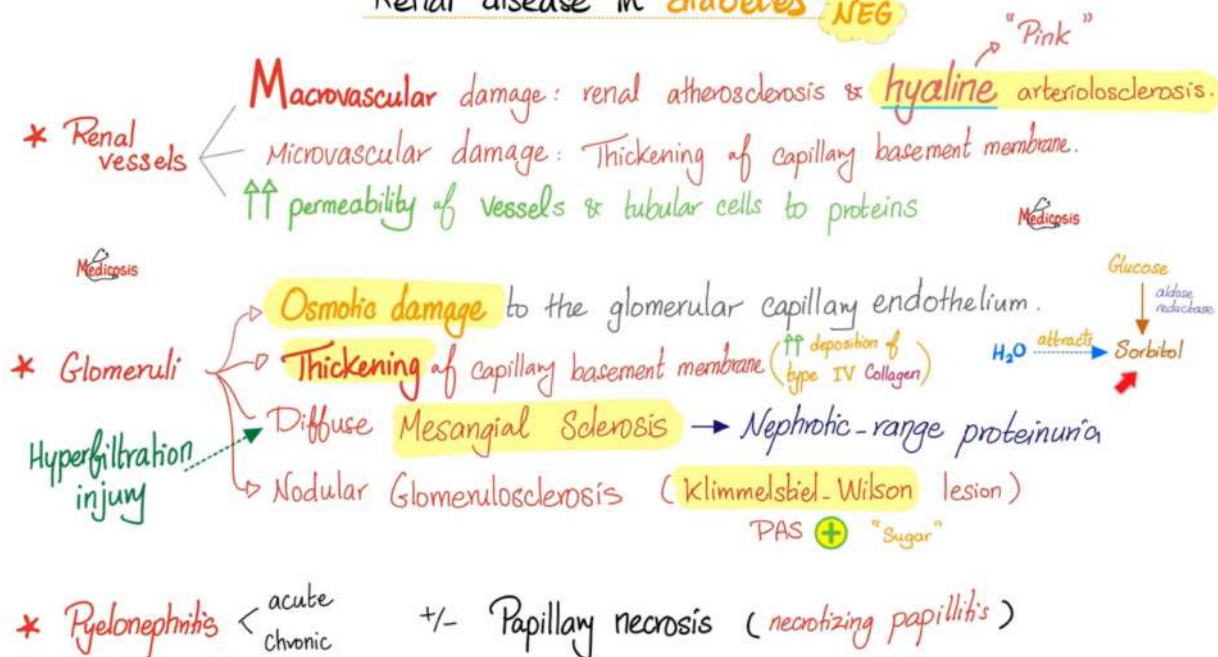 Renal disease in diabetes NEG
"Pink"
Macrovascular damage: renal atherosclerosis & hyaline arteriolosclerosis.
* Renal vessels
Microvascular damage: Thickening of capillary basement membrane.
↑↑ permeability of vessels & tubular cells to proteins
Medicosis
Medicosis
Osmotic damage to the glomerular capillary endothelium.
Glucose
aldose reductase
H₂O attracts Sorbitol
* Glomeruli
Thickening of capillary basement membrane (↑↑ deposition of type IV Collagen)
Diffuse Mesangial Sclerosis → Nephrotic-range proteinuria
Hyperfiltration injury
Nodular Glomerulosclerosis (Klimmelstiel-Wilson lesion)
PAS + "Sugar"
* Pyelonephritis
acute
chronic
+/- Papillary necrosis (necrotizing papillitis)